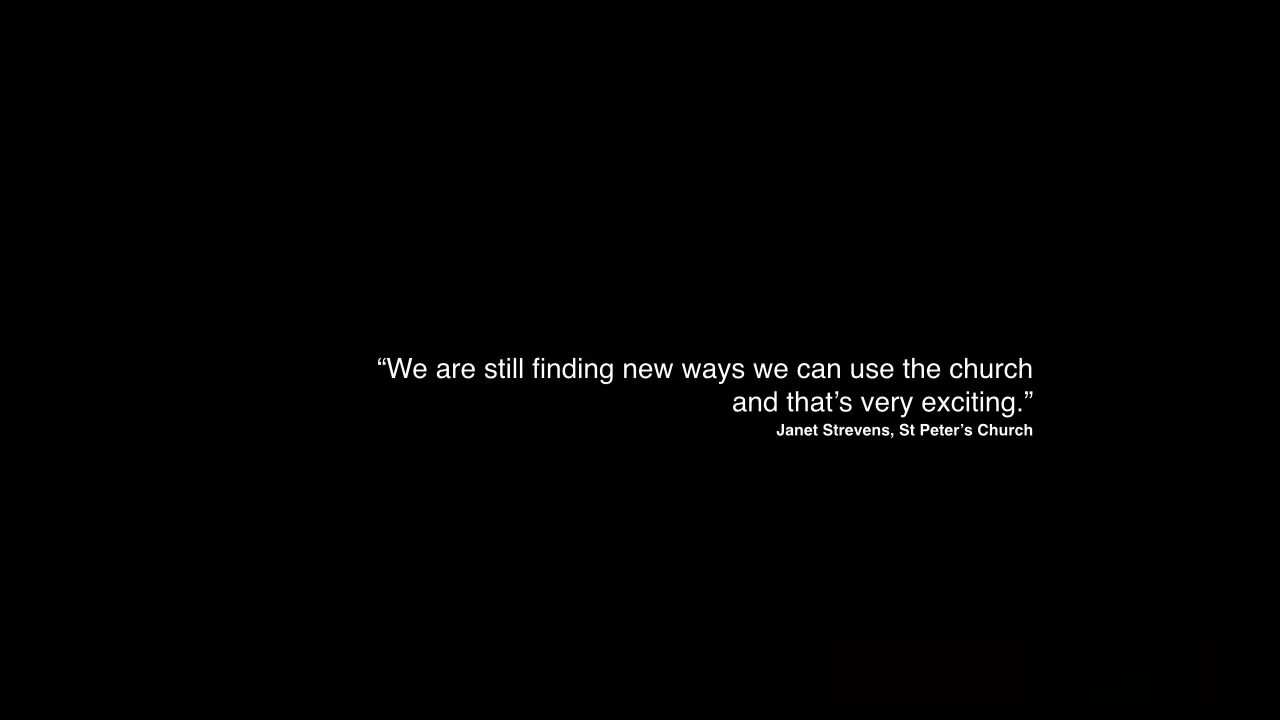 “We are still finding new ways we can use the church
and that’s very exciting.”
Janet Strevens, St Peter’s Church